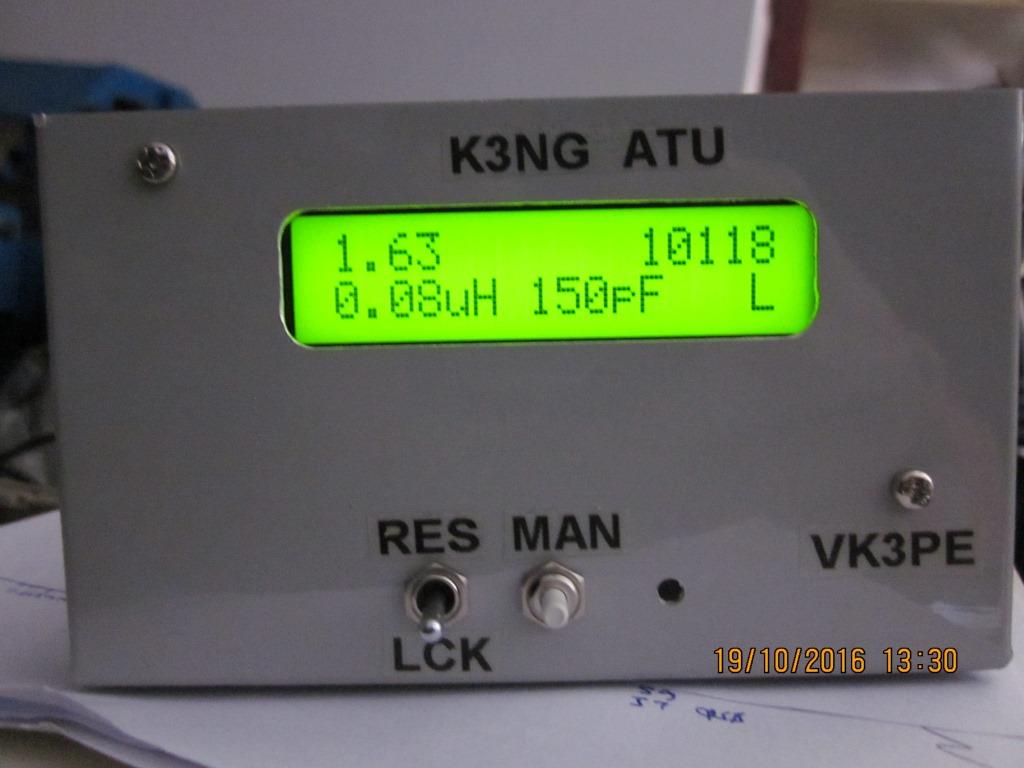 K3NG ATU
1.63 10118
0.08uH 150pF L
RES MAN
VK3PE
LCK
19/10/2016 13:30